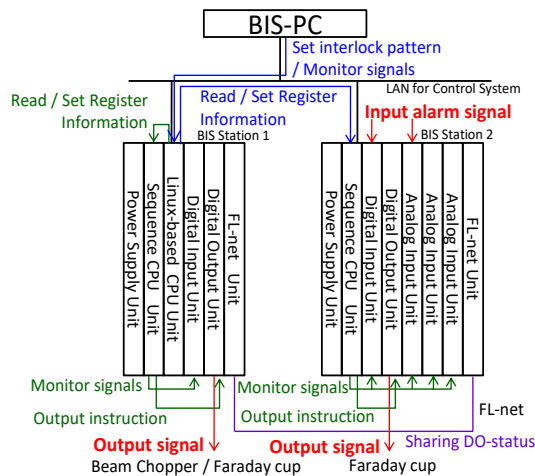 BIS-PC
Set interlock pattern
/ Monitor signals
LAN for Control System
Read / Set Register
Information
Read / Set Register
Information
BIS Station 1
Input alarm signal
BIS Station 2
Power Supply Unit
Sequence CPU Unit
Linux-based CPU Unit
Digital Input Unit
Digital Output Unit
FL-net Unit
Power Supply Unit
Sequence CPU Unit
Digital Input Unit
Digital Output Unit
Analog Input Unit
Analog Input Unit
Analog Input Unit
FL-net Unit
Monitor signals
Output instruction
Monitor signals
Output instruction
FL-net
Sharing DO-status
Output signal
Beam Chopper / Faraday cup
Output signal
Faraday cup